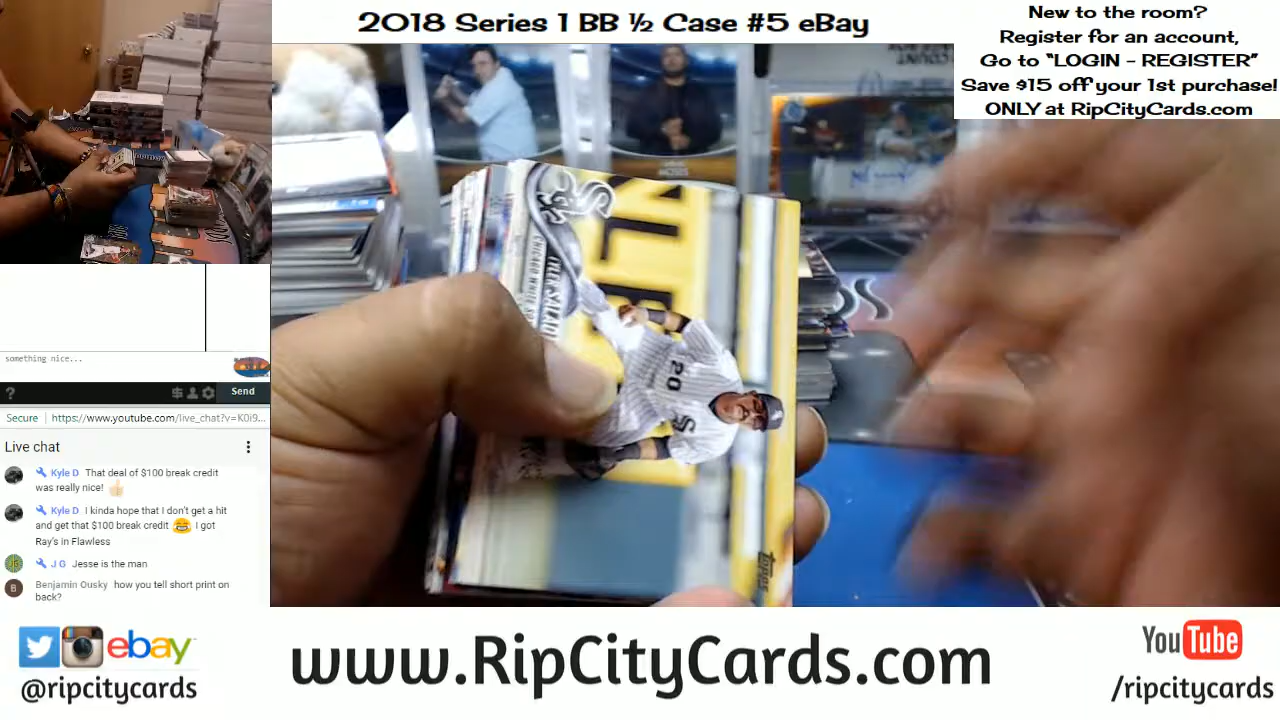 2018 Series 1 BB ½ Case #5 eBay
New to the room?
Register for an account,
Go to “LOGIN – REGISTER”
Save $15 off your 1st purchase!
ONLY at RipCityCards.com
20
CHICAGO WHITE SOX
topps
something nice...
?
Send
Secure https://www.youtube.com/live_chat?v=K0i9...
Live chat
Kyle D That deal of $100 break credit
was really nice!
Kyle D I kinda hope that I don't get a hit
and get that $100 break credit I got
Ray's in Flawless
J G Jesse is the man
B Benjamin Ousky how you tell short print on
back?
ebay
@ripcitycards
www.RipCityCards.com
YouTube
/ripcitycards